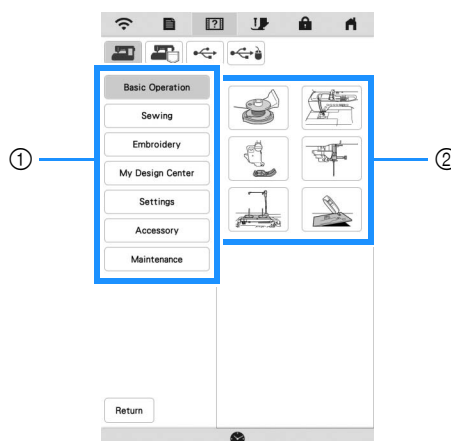 ?
Basic Operation
Sewing
①
Embroidery
②
My Design Center
Settings
Accessory
Maintenance
Return